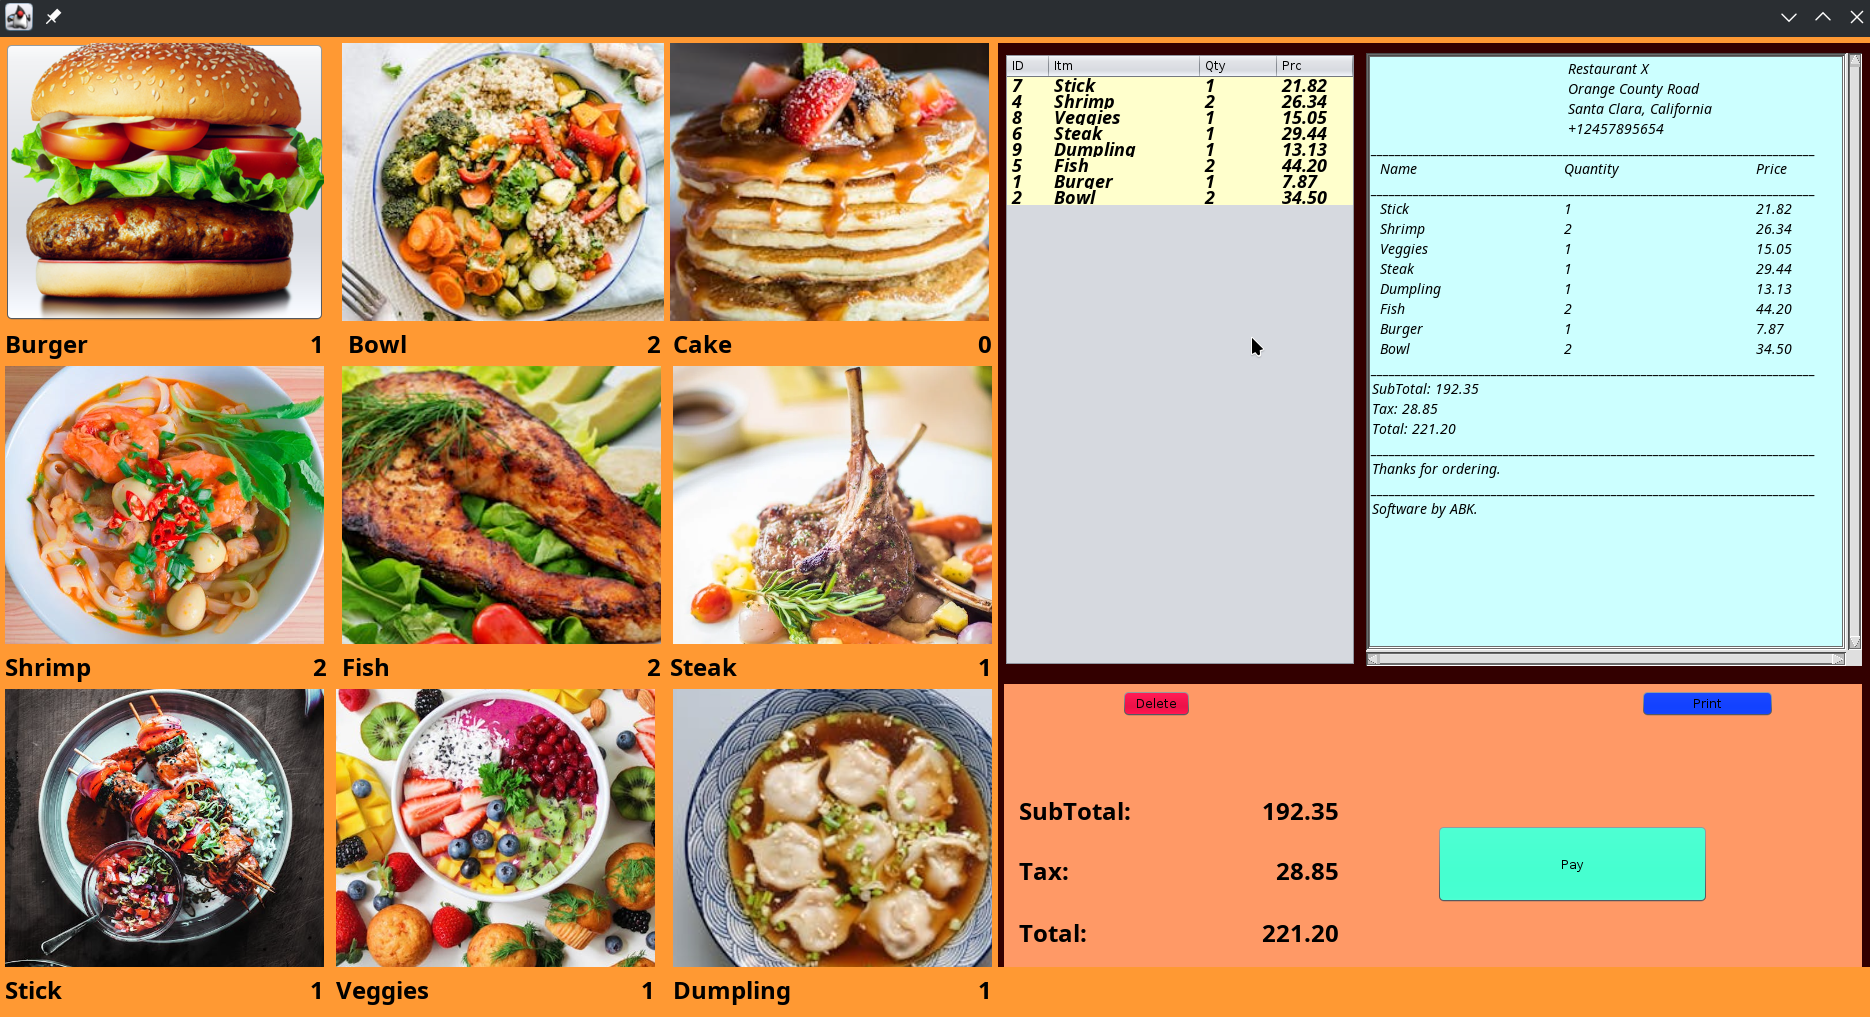 Burger 1
Bowl 2
Cake 0
Shrimp 2
Fish 2
Steak 1
Stick 1
Veggies 1
Dumpling 1
ID Itm Qty Prc
7 Stick 1 21.82
4 Shrimp 2 26.34
8 Veggies 1 15.05
6 Steak 1 29.44
9 Dumpling 1 13.13
5 Fish 2 44.20
1 Burger 1 7.87
2 Bowl 2 34.50
Restaurant X
Orange County Road
Santa Clara, California
+12457895654
Name Quantity Price
Stick 1 21.82
Shrimp 2 26.34
Veggies 1 15.05
Steak 1 29.44
Dumpling 1 13.13
Fish 2 44.20
Burger 1 7.87
Bowl 2 34.50
SubTotal: 192.35
Tax: 28.85
Total: 221.20
Thanks for ordering.
Software by ABK.
Delete
Print
SubTotal: 192.35
Tax: 28.85
Total: 221.20
Pay